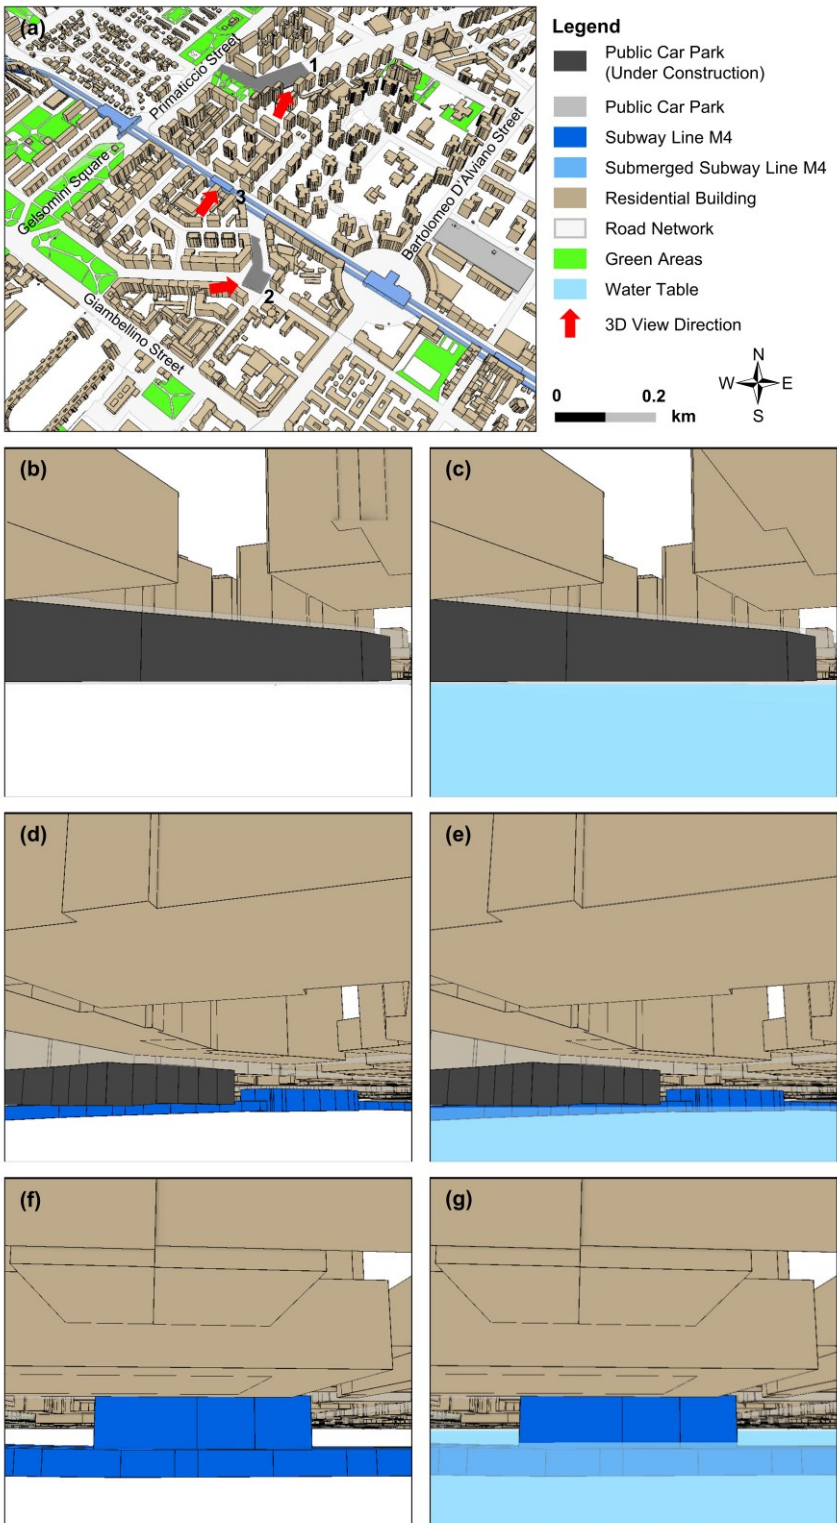 (a)
Primaticcio Street
1
Gelsomini Square
3
Bartolomeo D'Alviano Street
2
Giambellino Street
Legend
Public Car Park
(Under Construction)
Public Car Park
Subway Line M4
Submerged Subway Line M4
Residential Building
Road Network
Green Areas
Water Table
3D View Direction
N
W E
S
0 0.2
km
(b)
(c)
(d)
(e)
(f)
(g)